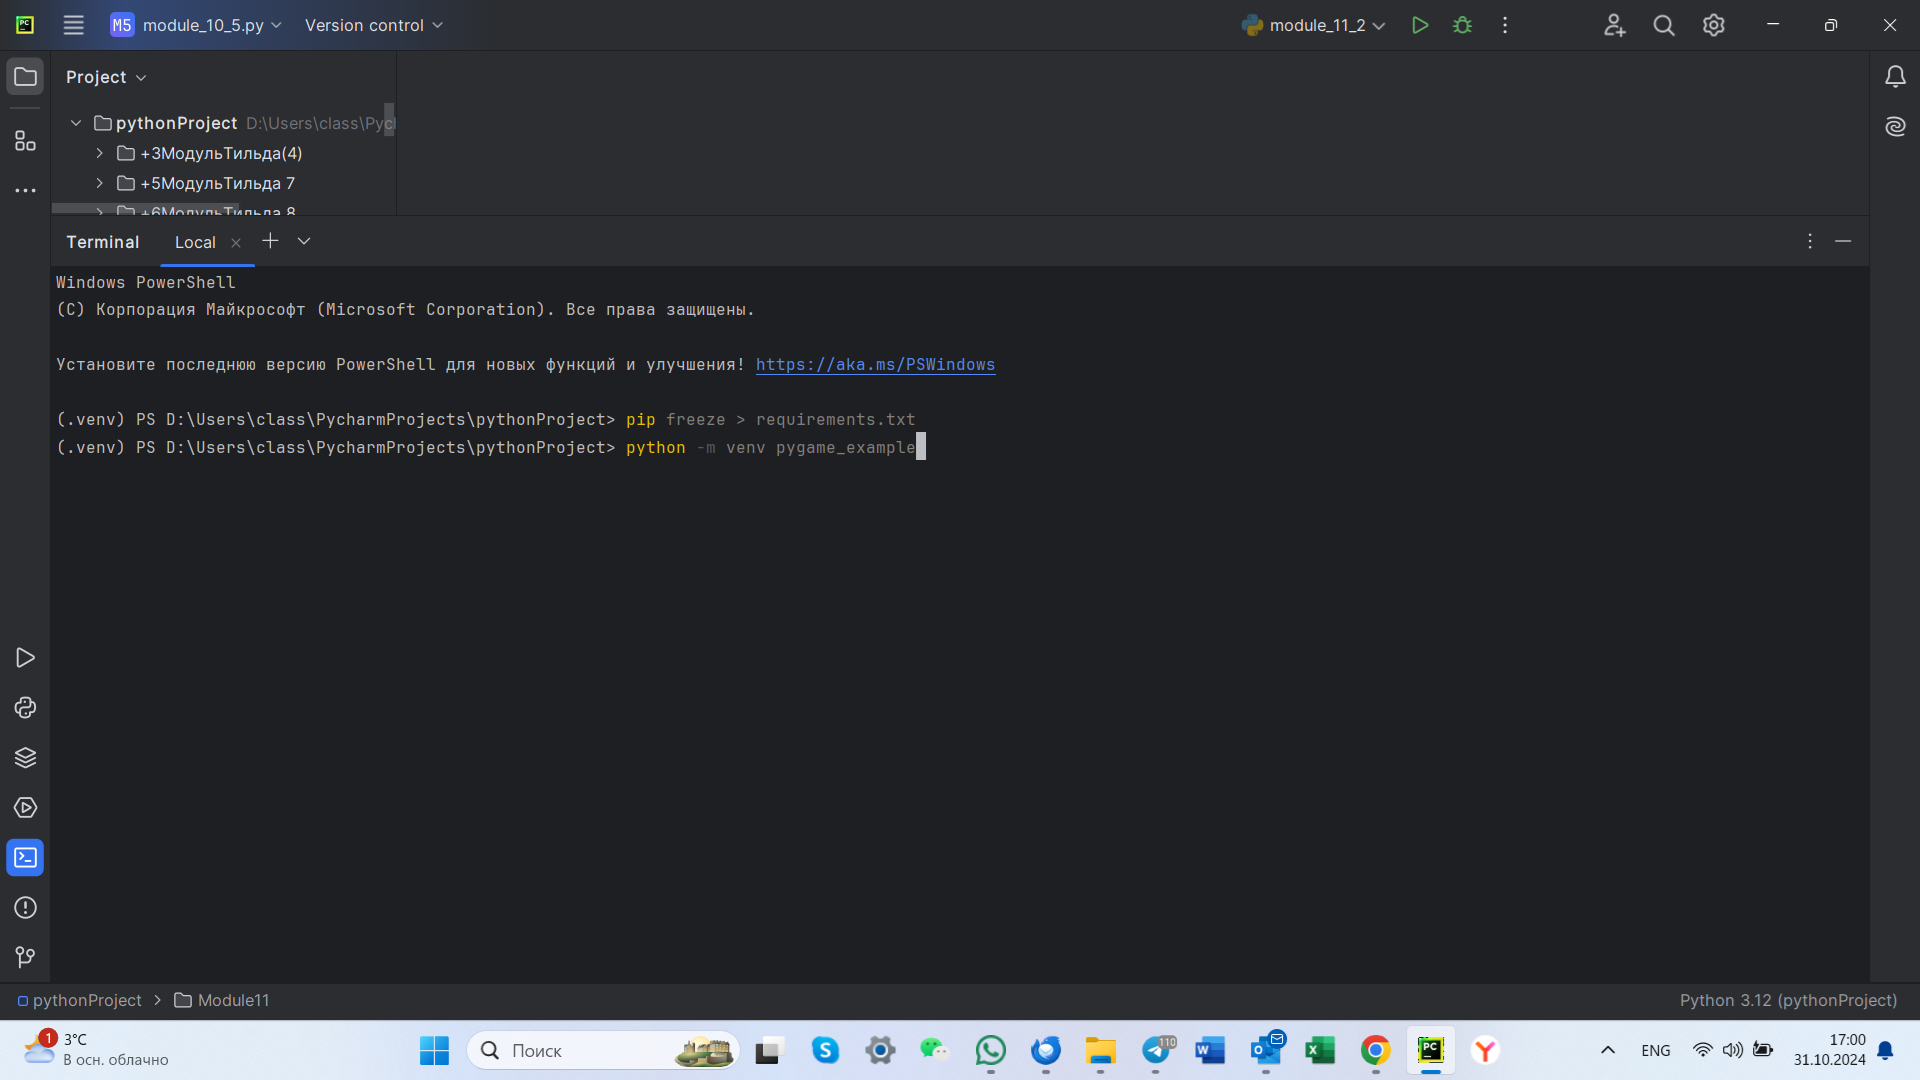 PC M5 module_10_5.py Version control module_11_2
Project
pythonProject D:\Users\class\Pyc
+3МодульТильда(4)
+5МодульТильда 7
+6МодульТильда 8
Terminal Local
Windows PowerShell
(C) Корпорация Майкрософт (Microsoft Corporation). Все права защищены.
Установите последнюю версию PowerShell для новых функций и улучшения! https://aka.ms/PSWindows
(.venv) PS D:\Users\class\PycharmProjects\pythonProject> pip freeze > requirements.txt
(.venv) PS D:\Users\class\PycharmProjects\pythonProject> python -m venv pygame_example
pythonProject > Module11 Python 3.12 (pythonProject)
1 3°C
В осн. облачно
Поиск
110
PC
ENG
17:00
31.10.2024